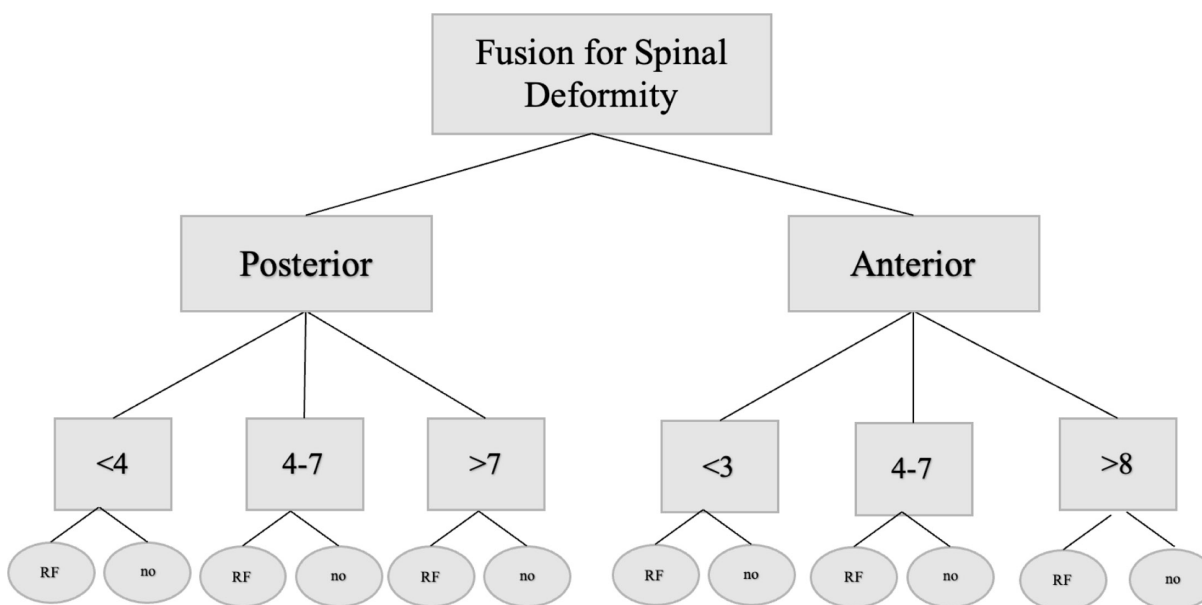 Fusion for Spinal
Deformity
Posterior
Anterior
<4
4-7
>7
<3
4-7
>8
RF
no
RF
no
RF
no
RF
no
RF
no
RF
no